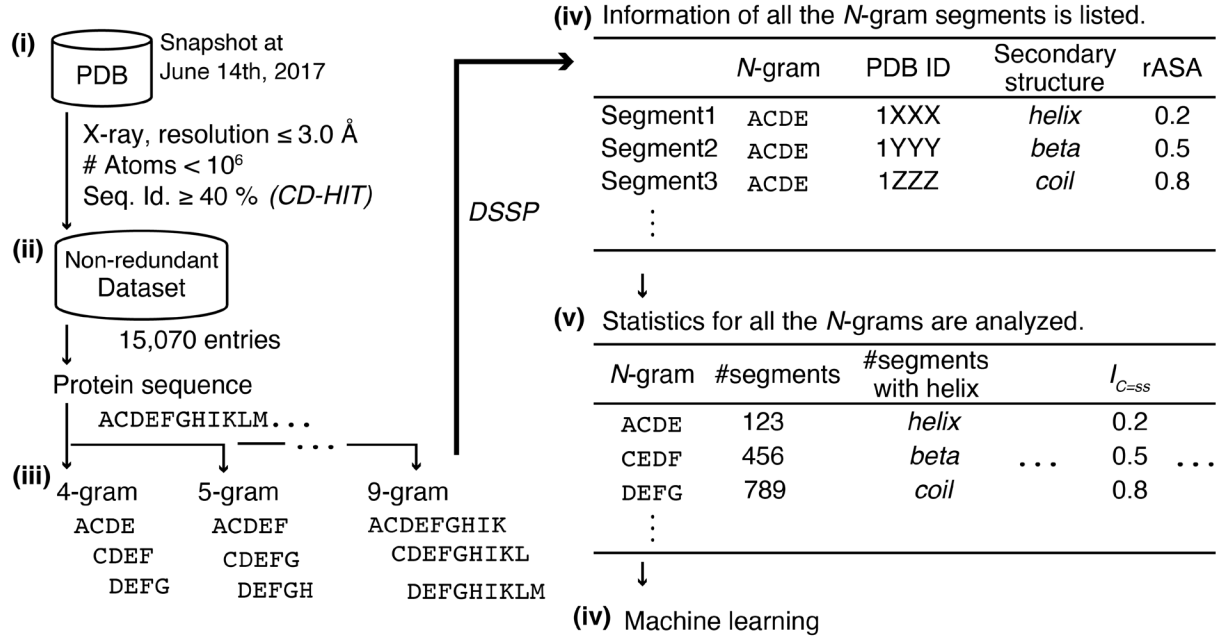 (i)
PDB
Snapshot at
June 14th, 2017
X-ray, resolution ≤ 3.0 Å
# Atoms < 10⁶
Seq. Id. ≥ 40 % (CD-HIT)
(ii)
Non-redundant
Dataset
15,070 entries
Protein sequence
ACDEFGHIKLM...
...
(iii)
4-gram 5-gram 9-gram
ACDE ACDEF ACDEFGHIK
CDEF CDEFG CDEFGHIKL
DEFG DEFGH DEFGHIKLM
DSSP
(iv) Information of all the N-gram segments is listed.
N-gram PDB ID Secondary structure rASA
Segment1 ACDE 1XXX helix 0.2
Segment2 ACDE 1YYY beta 0.5
Segment3 ACDE 1ZZZ coil 0.8
⋮
(v) Statistics for all the N-grams are analyzed.
N-gram #segments #segments with helix I_{C=ss}
ACDE 123 helix 0.2
CEDF 456 beta ... 0.5 ...
DEFG 789 coil 0.8
⋮
(iv) Machine learning